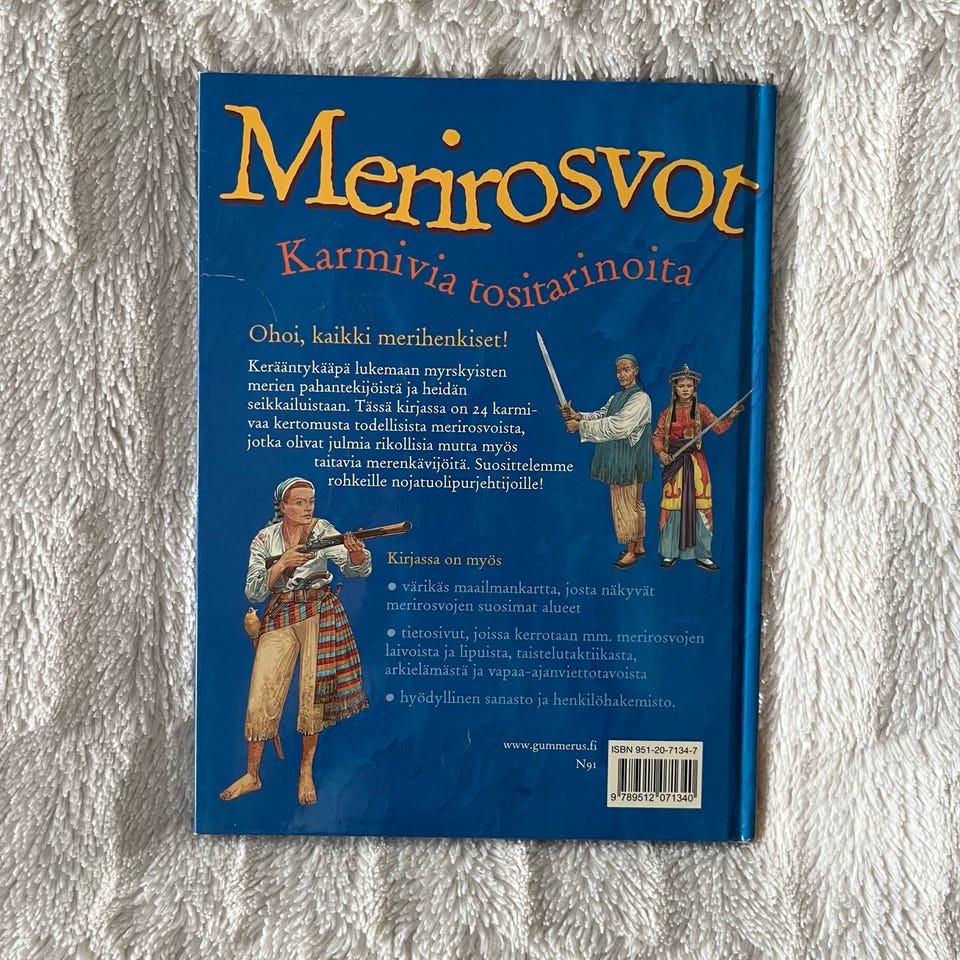 Merirosvot
Karmivia tositarinoita
Ohoi, kaikki merihenkiset!
Kerääntykääpä lukemaan myrskyisten
merien pahantekijöistä ja heidän
seikkailuistaan. Tässä kirjassa on 24 karmi-
vaa kertomusta todellisista merirosvoista,
jotka olivat julmia rikollisia mutta myös
taitavia merenkävijöitä. Suosittelemme
rohkeille nojatuolipurjehtijoille!
Kirjassa on myös
• värikäs maailmankartta, josta näkyvät
merirosvojen suosimat alueet
• tietosivut, joissa kerrotaan mm. merirosvojen
laivoista ja lipuista, taistelutaktiikasta,
arkielämästä ja vapaa-ajanviettotavoista
• hyödyllinen sanasto ja henkilöhakemisto.
www.gummerus.fi
N91
ISBN 951-20-7134-7
9 789512 071340